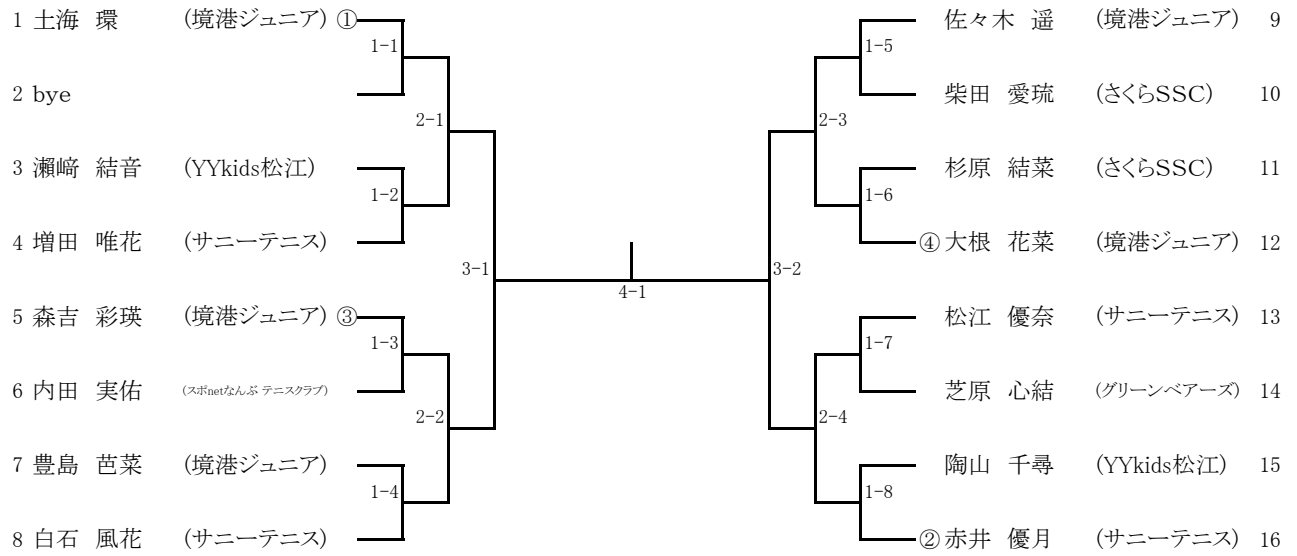 1 土海 環 (境港ジュニア) ①
1-1
2 bye
2-1
3 瀬﨑 結音 (YYkids松江)
1-2
4 増田 唯花 (サニーテニス)
3-1
5 森吉 彩瑛 (境港ジュニア) ③
1-3
6 内田 実佑 (スポnetなんぶ テニスクラブ)
2-2
7 豊島 芭菜 (境港ジュニア)
1-4
8 白石 風花 (サニーテニス)
4-1
佐々木 遥 (境港ジュニア) 9
1-5
柴田 愛琉 (さくらSSC) 10
2-3
杉原 結菜 (さくらSSC) 11
1-6
④ 大根 花菜 (境港ジュニア) 12
3-2
松江 優奈 (サニーテニス) 13
1-7
芝原 心結 (グリーンベアーズ) 14
2-4
陶山 千尋 (YYkids松江) 15
1-8
② 赤井 優月 (サニーテニス) 16